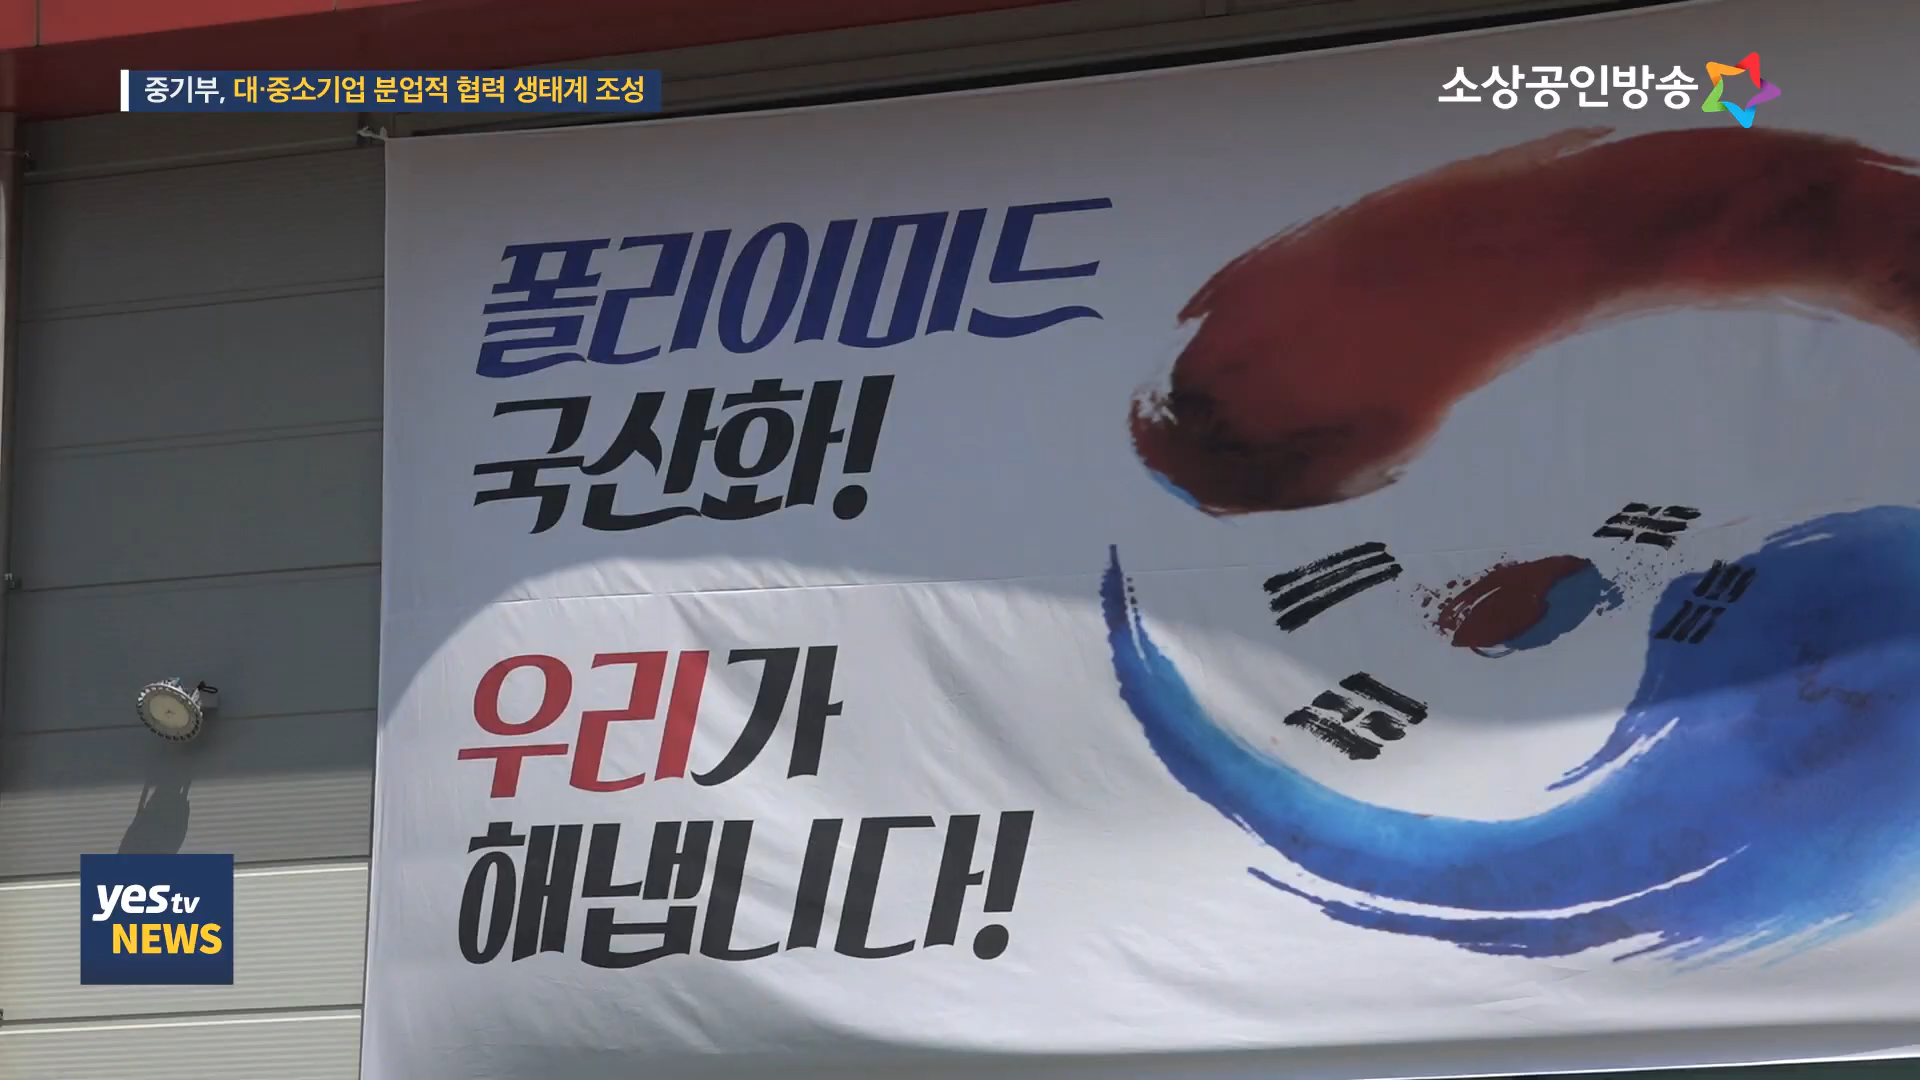 중기부, 대·중소기업 분업적 협력 생태계 조성
소상공인방송
폴리이미드
국산화!
우리가
해냅니다!
yes tv
NEWS